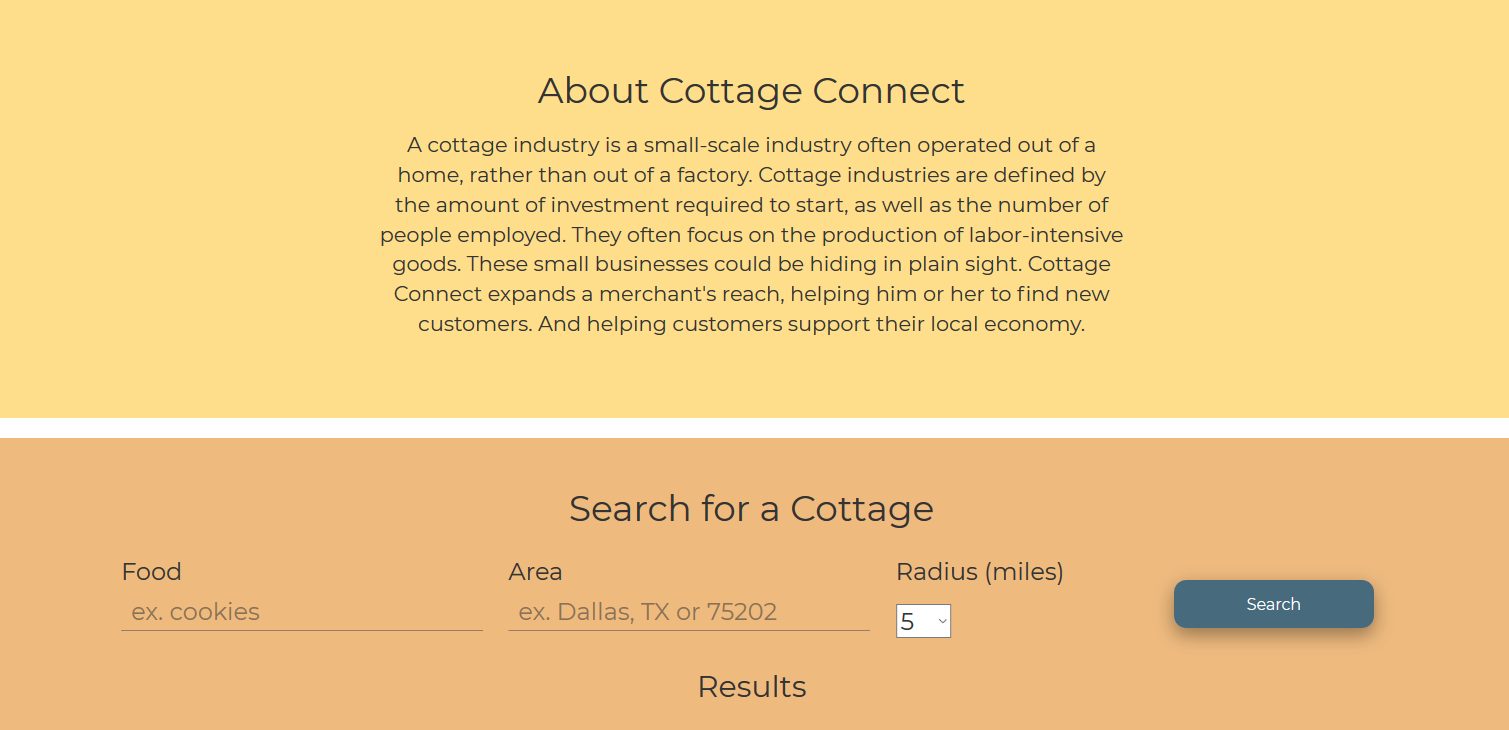 About Cottage Connect
A cottage industry is a small-scale industry often operated out of a
home, rather than out of a factory. Cottage industries are defined by
the amount of investment required to start, as well as the number of
people employed. They often focus on the production of labor-intensive
goods. These small businesses could be hiding in plain sight. Cottage
Connect expands a merchant's reach, helping him or her to find new
customers. And helping customers support their local economy.
Search for a Cottage
Food
Area
Radius (miles)
ex. cookies
ex. Dallas, TX or 75202
5
Search
Results